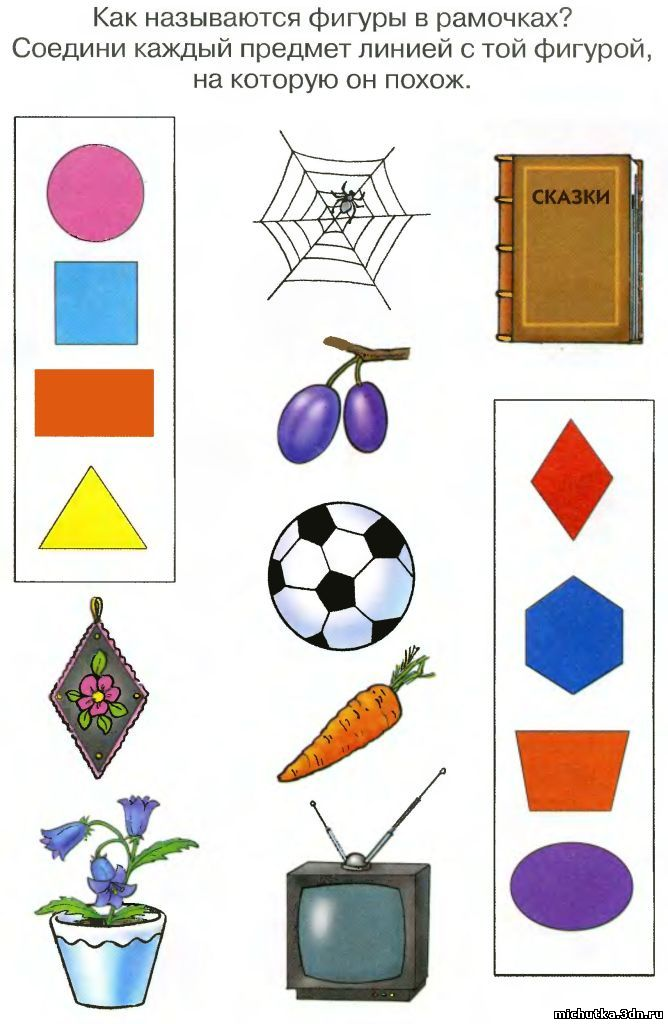 Как называются фигуры в рамочках?
Соедини каждый предмет линией с той фигурой,
на которую он похож.
СКАЗКИ
michutka.3dn.ru